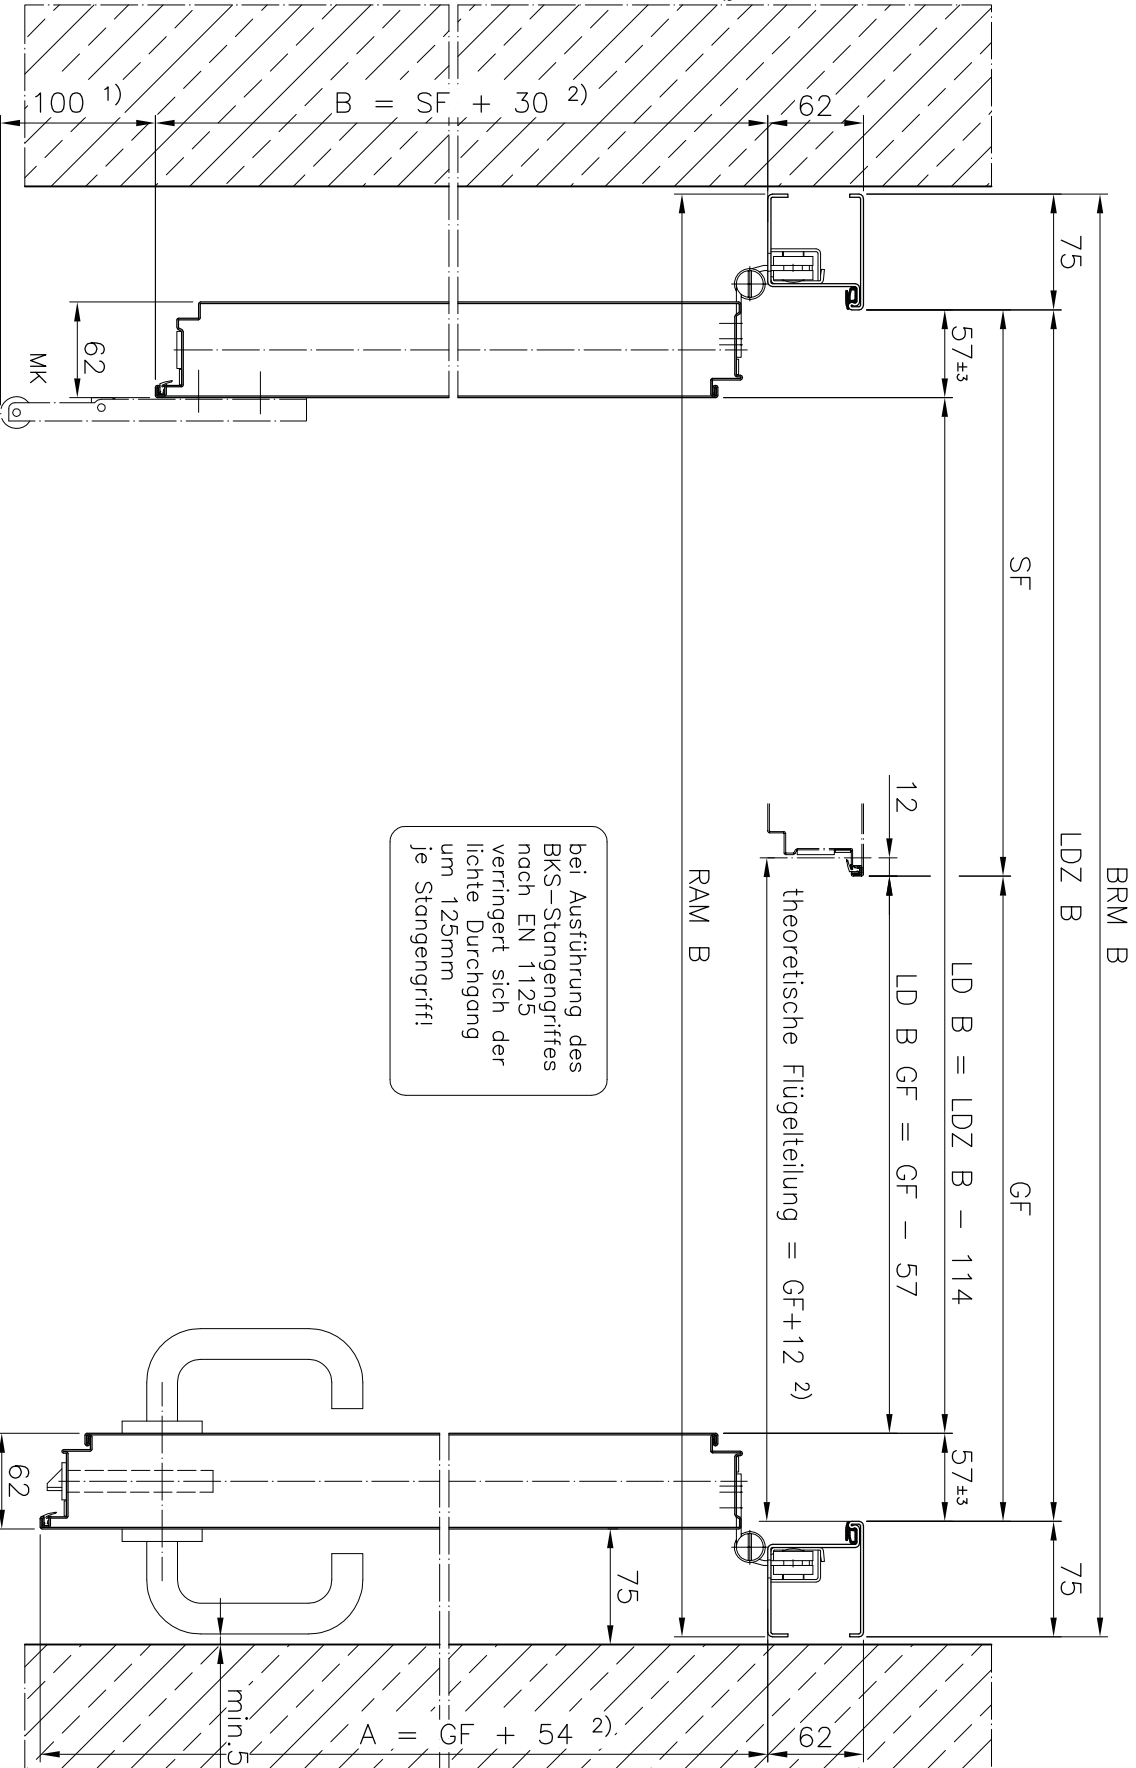 100 1)
B = SF + 30 2)
62
75
57±3
SF
62
MK
12
LDZ B
BRM B
RAM B
theoretische Flügelteilung = GF+12 2)
LD B GF = GF - 57
LD B = LDZ B - 114
GF
bei Ausführung des
BKS-Stangengriffes
nach EN 1125
verringert sich der
lichte Durchgang
um 125mm
je Stangengriff!
57±3
75
62
75
min.5
A = GF + 54 2)
62